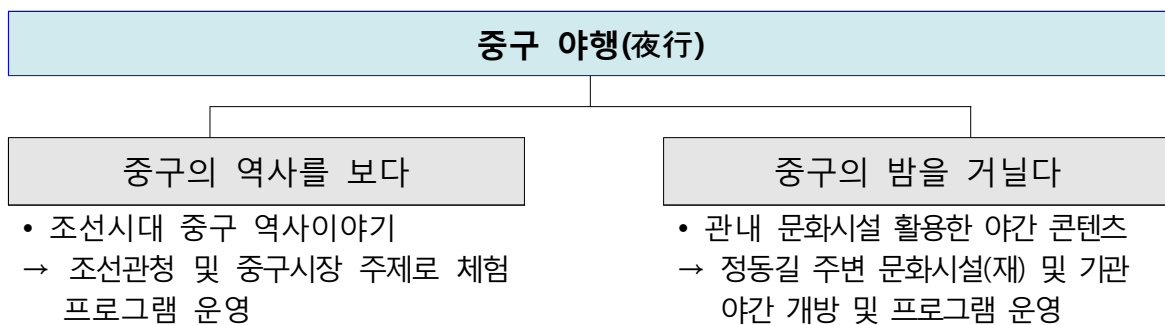 중구 야행(夜行)
중구의 역사를 보다
• 조선시대 중구 역사이야기
→ 조선관청 및 중구시장 주제로 체험
프로그램 운영
중구의 밤을 거닐다
• 관내 문화시설 활용한 야간 콘텐츠
→ 정동길 주변 문화시설(재) 및 기관
야간 개방 및 프로그램 운영